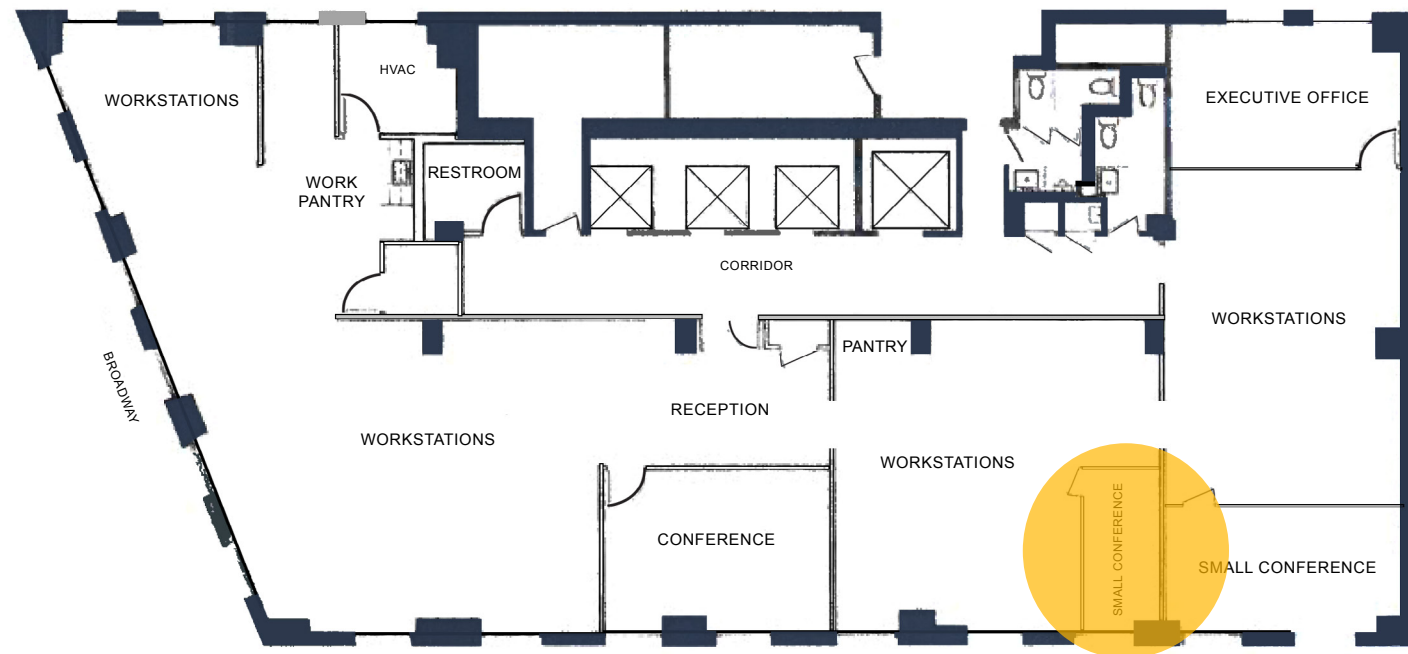 HVAC
WORKSTATIONS
EXECUTIVE OFFICE
RESTROOM
WORK
PANTRY
CORRIDOR
WORKSTATIONS
PANTRY
BROADWAY
RECEPTION
WORKSTATIONS
WORKSTATIONS
CONFERENCE
SMALL CONFERENCE
SMALL CONFERENCE